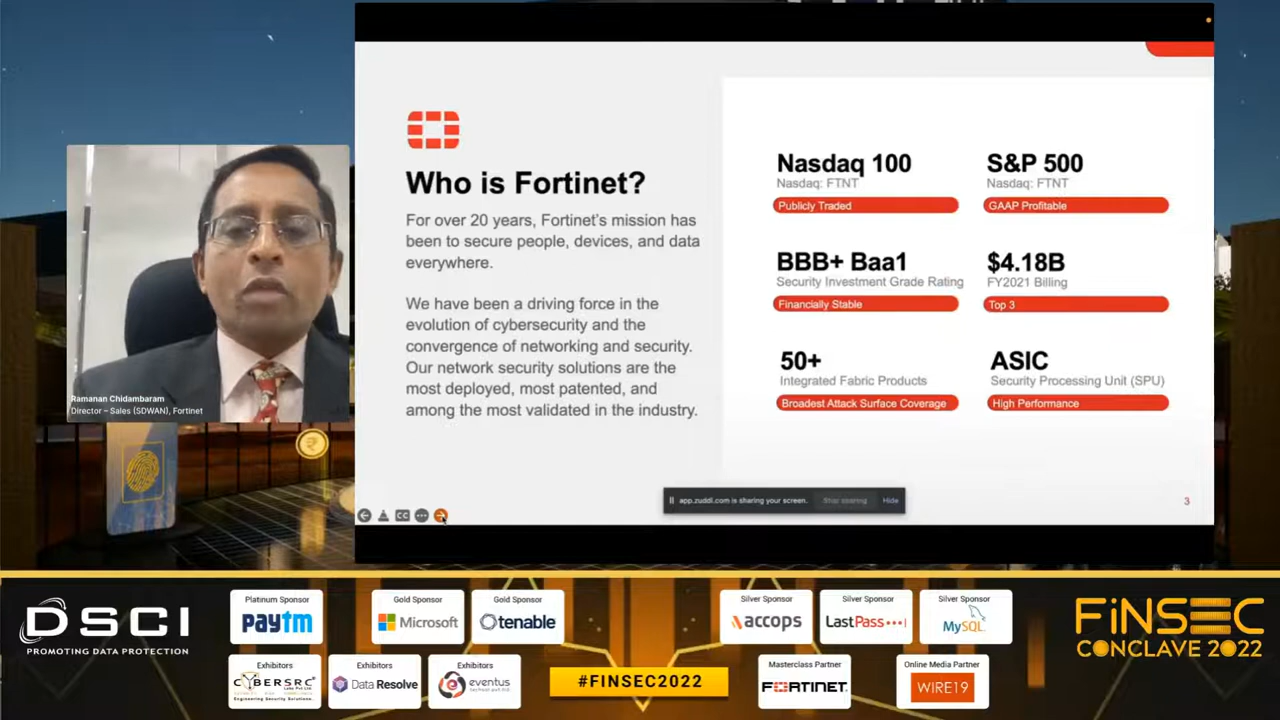 Who is Fortinet?
For over 20 years, Fortinet's mission has
been to secure people, devices, and data
everywhere.
We have been a driving force in the
evolution of cybersecurity and the
convergence of networking and security.
Our network security solutions are the
most deployed, most patented, and
among the most validated in the industry.
Nasdaq 100
Nasdaq: FTNT
Publicly Traded
S&P 500
Nasdaq: FTNT
GAAP Profitable
BBB+ Baa1
Security Investment Grade Rating
Financially Stable
$4.18B
FY2021 Billing
Top 3
50+
Integrated Fabric Products
Broadest Attack Surface Coverage
ASIC
Security Processing Unit (SPU)
High Performance
app.zuddl.com is sharing your screen.
Stop sharing
Hide
3
CC
Ramanan Chidambaram
Director – Sales (SDWAN), Fortinet
DSCI
PROMOTING DATA PROTECTION
Platinum Sponsor
paytm
Gold Sponsor
Microsoft
Gold Sponsor
tenable
Silver Sponsor
accops
Silver Sponsor
LastPass
Silver Sponsor
MySQL
FINSEC
CONCLAVE 2022
Exhibitors
CYBERSRC
Labs Pvt Ltd
Exhibitors
Data Resolve
Exhibitors
eventus
#FINSEC2022
Masterclass Partner
FORTINET
Online Media Partner
WIRE19